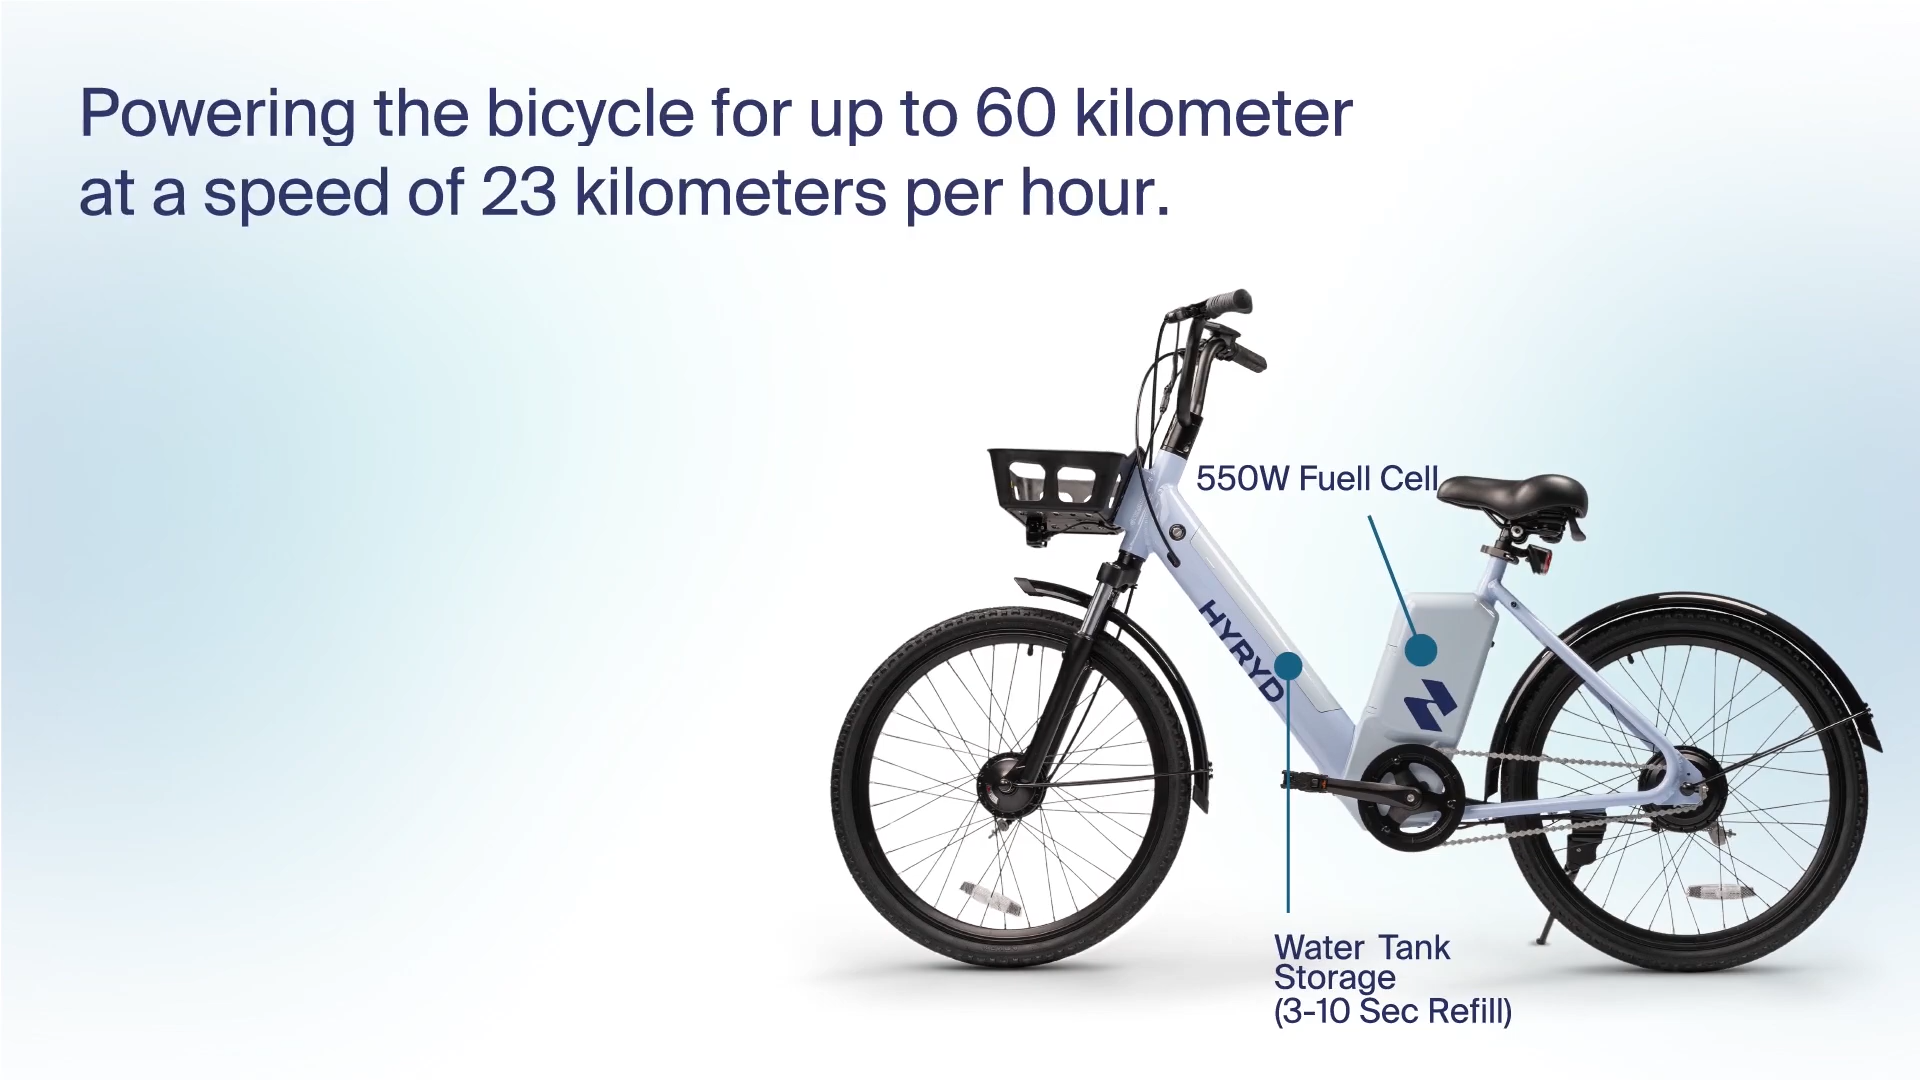 Powering the bicycle for up to 60 kilometer
at a speed of 23 kilometers per hour.
550W Fuell Cell
HYRYD
Water Tank
Storage
(3-10 Sec Refill)